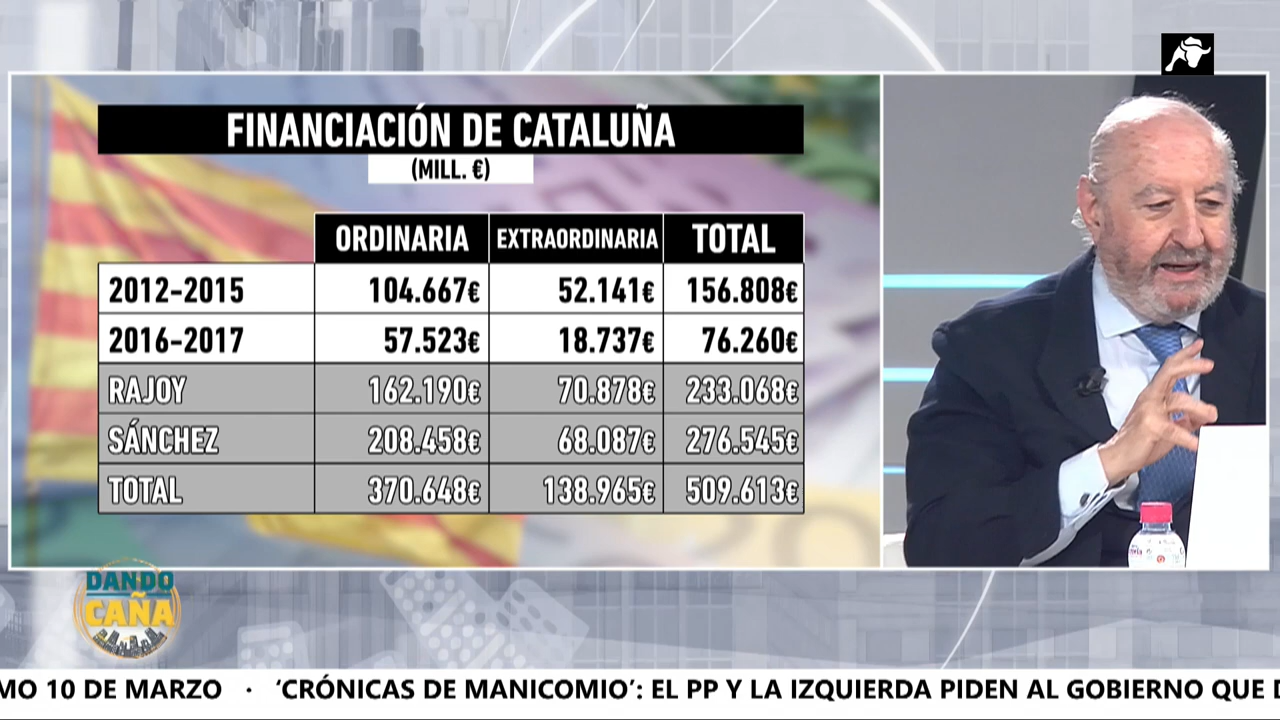 FINANCIACIÓN DE CATALUÑA
(MILL. €)
ORDINARIA EXTRAORDINARIA TOTAL
2012-2015 104.667€ 52.141€ 156.808€
2016-2017 57.523€ 18.737€ 76.260€
RAJOY 162.190€ 70.878€ 233.068€
SÁNCHEZ 208.458€ 68.087€ 276.545€
TOTAL 370.648€ 138.965€ 509.613€
DANDO
CAÑA
MO 10 DE MARZO · ‘CRÓNICAS DE MANICOMIO’: EL PP Y LA IZQUIERDA PIDEN AL GOBIERNO QUE D